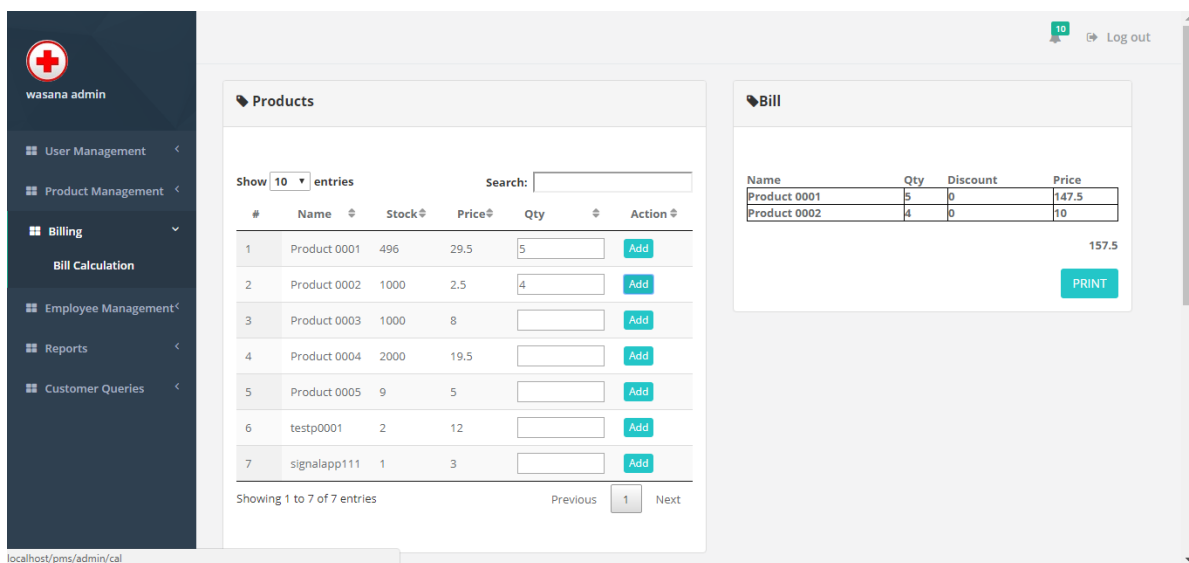 10 Log out
wasana admin
User Management
Product Management
Billing
Bill Calculation
Employee Management
Reports
Customer Queries
Products
Show 10 entries Search:
# Name Stock Price Qty Action
1 Product 0001 496 29.5 5 Add
2 Product 0002 1000 2.5 4 Add
3 Product 0003 1000 8 Add
4 Product 0004 2000 19.5 Add
5 Product 0005 9 5 Add
6 testp0001 2 12 Add
7 signalapp111 1 3 Add
Showing 1 to 7 of 7 entries Previous 1 Next
Bill
Name Qty Discount Price
Product 0001 5 0 147.5
Product 0002 4 0 10
157.5
PRINT
localhost/pms/admin/cal